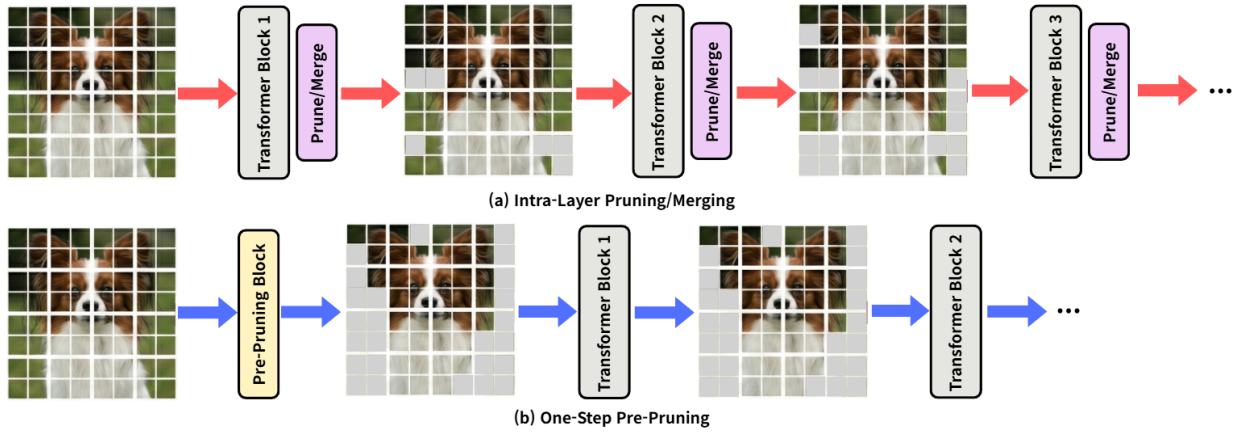 Transformer Block 1
Prune/Merge
Transformer Block 2
Prune/Merge
Transformer Block 3
Prune/Merge
...
(a) Intra-Layer Pruning/Merging
Pre-Pruning Block
Transformer Block 1
Transformer Block 2
...
(b) One-Step Pre-Pruning